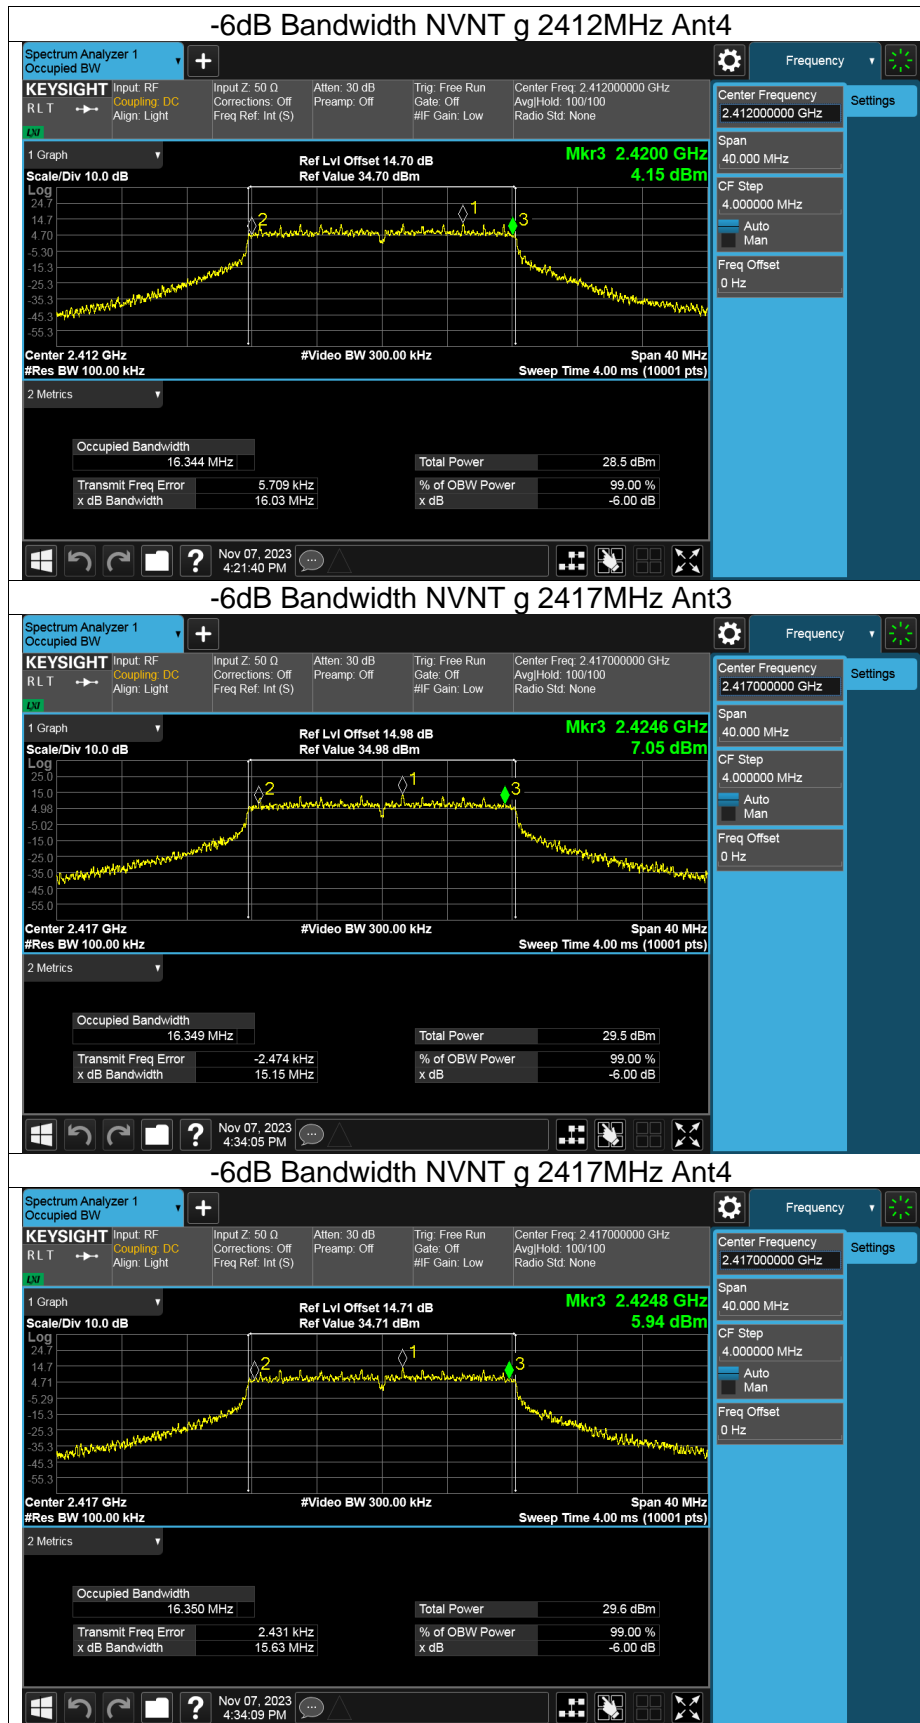 -6dB Bandwidth NVNT g 2412MHz Ant4
Spectrum Analyzer 1
Occupied BW
Frequency
KEYSIGHT
R L T
LXI
Input: RF
Coupling: DC
Align: Light
Input Z: 50 Ω
Corrections: Off
Freq Ref: Int (S)
Atten: 30 dB
Preamp: Off
Trig: Free Run
Gate: Off
#IF Gain: Low
Center Freq: 2.412000000 GHz
Avg|Hold: 100/100
Radio Std: None
Center Frequency
2.412000000 GHz
Settings
Span
40.000 MHz
CF Step
4.000000 MHz
Auto
Man
Freq Offset
0 Hz
1 Graph
Scale/Div 10.0 dB
Ref Lvl Offset 14.70 dB
Ref Value 34.70 dBm
Mkr3 2.4200 GHz
4.15 dBm
Log
24.7
14.7
4.70
-5.30
-15.3
-25.3
-35.3
-45.3
-55.3
2
1
3
Center 2.412 GHz
#Video BW 300.00 kHz
Span 40 MHz
#Res BW 100.00 kHz
Sweep Time 4.00 ms (10001 pts)
2 Metrics
Occupied Bandwidth
16.344 MHz
Total Power 28.5 dBm
Transmit Freq Error 5.709 kHz
% of OBW Power 99.00 %
x dB Bandwidth 16.03 MHz
x dB -6.00 dB
?
Nov 07, 2023
4:21:40 PM
-6dB Bandwidth NVNT g 2417MHz Ant3
Spectrum Analyzer 1
Occupied BW
Frequency
KEYSIGHT
R L T
LXI
Input: RF
Coupling: DC
Align: Light
Input Z: 50 Ω
Corrections: Off
Freq Ref: Int (S)
Atten: 30 dB
Preamp: Off
Trig: Free Run
Gate: Off
#IF Gain: Low
Center Freq: 2.417000000 GHz
Avg|Hold: 100/100
Radio Std: None
Center Frequency
2.417000000 GHz
Settings
Span
40.000 MHz
CF Step
4.000000 MHz
Auto
Man
Freq Offset
0 Hz
1 Graph
Scale/Div 10.0 dB
Ref Lvl Offset 14.98 dB
Ref Value 34.98 dBm
Mkr3 2.4246 GHz
7.05 dBm
Log
25.0
15.0
4.98
-5.02
-15.0
-25.0
-35.0
-45.0
-55.0
2
1
3
Center 2.417 GHz
#Video BW 300.00 kHz
Span 40 MHz
#Res BW 100.00 kHz
Sweep Time 4.00 ms (10001 pts)
2 Metrics
Occupied Bandwidth
16.349 MHz
Total Power 29.5 dBm
Transmit Freq Error -2.474 kHz
% of OBW Power 99.00 %
x dB Bandwidth 15.15 MHz
x dB -6.00 dB
?
Nov 07, 2023
4:34:05 PM
-6dB Bandwidth NVNT g 2417MHz Ant4
Spectrum Analyzer 1
Occupied BW
Frequency
KEYSIGHT
R L T
LXI
Input: RF
Coupling: DC
Align: Light
Input Z: 50 Ω
Corrections: Off
Freq Ref: Int (S)
Atten: 30 dB
Preamp: Off
Trig: Free Run
Gate: Off
#IF Gain: Low
Center Freq: 2.417000000 GHz
Avg|Hold: 100/100
Radio Std: None
Center Frequency
2.417000000 GHz
Settings
Span
40.000 MHz
CF Step
4.000000 MHz
Auto
Man
Freq Offset
0 Hz
1 Graph
Scale/Div 10.0 dB
Ref Lvl Offset 14.71 dB
Ref Value 34.71 dBm
Mkr3 2.4248 GHz
5.94 dBm
Log
24.7
14.7
4.71
-5.29
-15.3
-25.3
-35.3
-45.3
-55.3
2
1
3
Center 2.417 GHz
#Video BW 300.00 kHz
Span 40 MHz
#Res BW 100.00 kHz
Sweep Time 4.00 ms (10001 pts)
2 Metrics
Occupied Bandwidth
16.350 MHz
Total Power 29.6 dBm
Transmit Freq Error 2.431 kHz
% of OBW Power 99.00 %
x dB Bandwidth 15.63 MHz
x dB -6.00 dB
?
Nov 07, 2023
4:34:09 PM